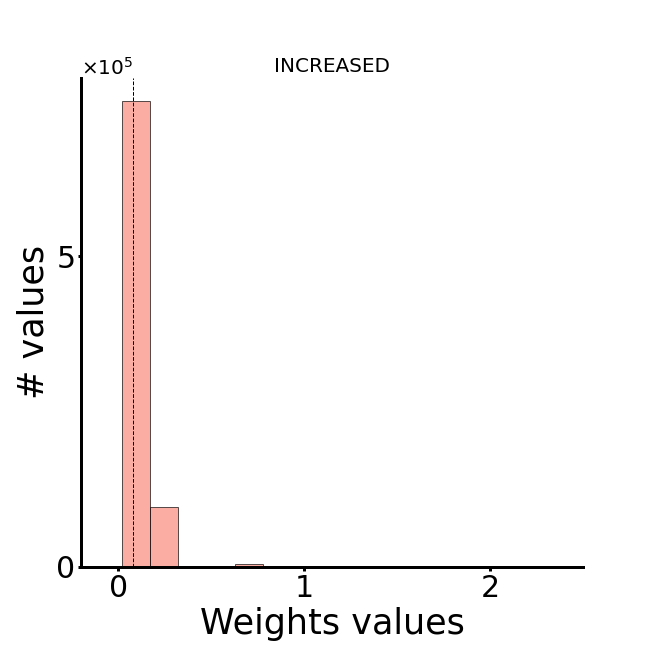 INCREASED
×10⁵
# values
5
0
0 1 2
Weights values